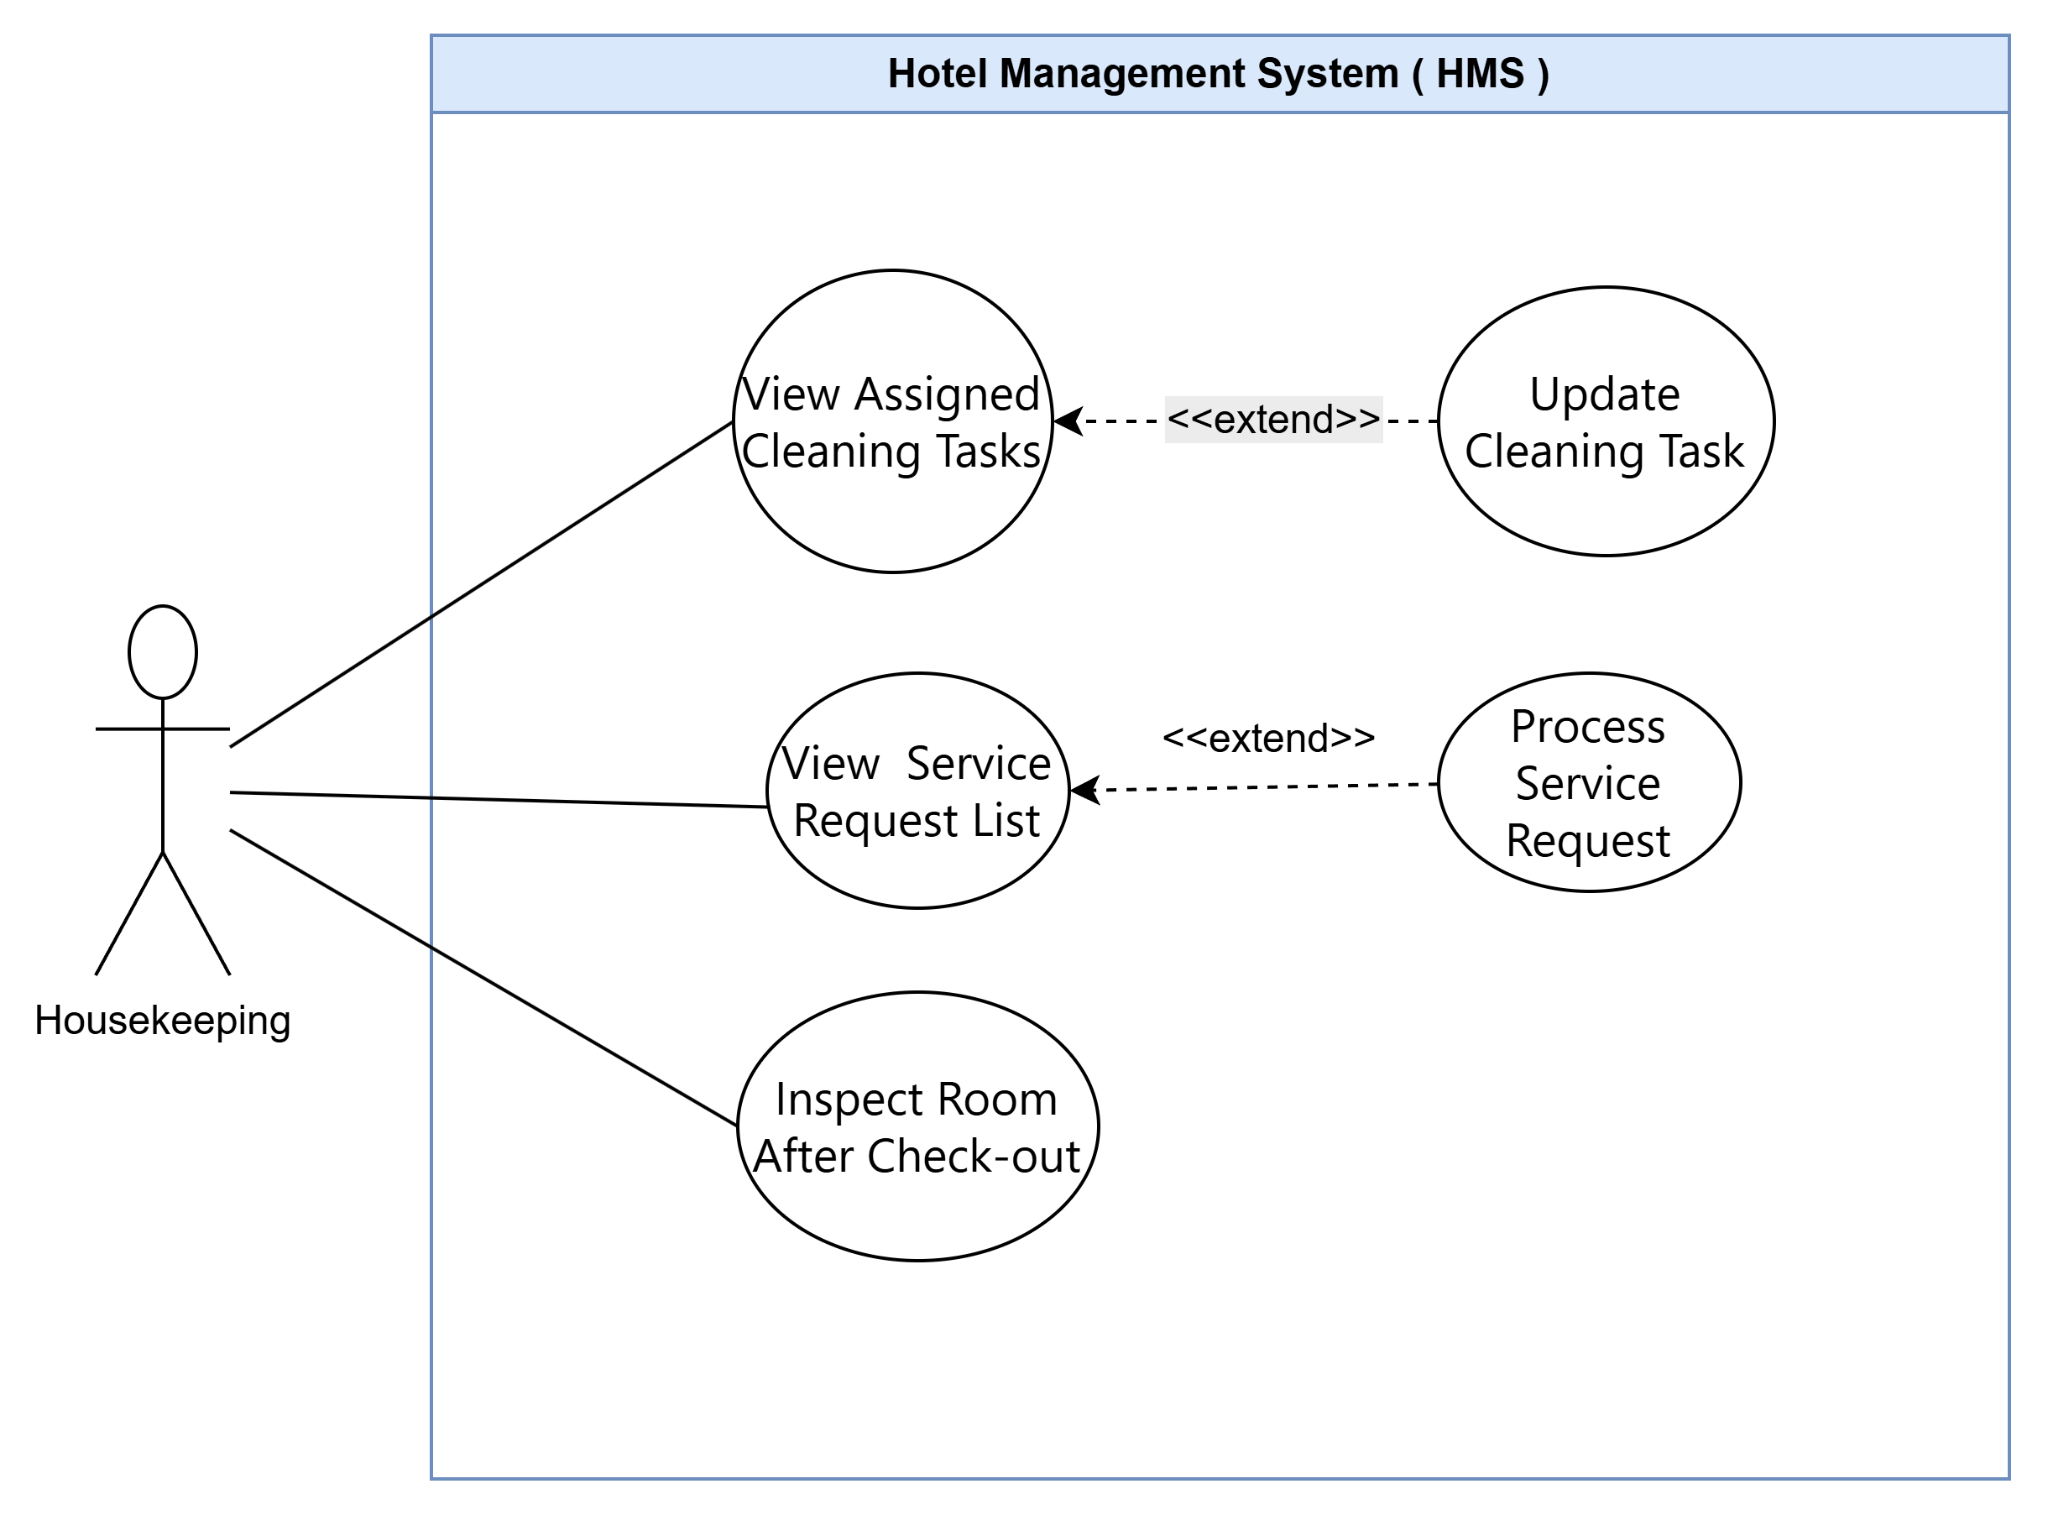 Hotel Management System ( HMS )
View Assigned
Cleaning Tasks
<<extend>>
Update
Cleaning Task
View  Service
Request List
<<extend>>
Process
Service
Request
Housekeeping
Inspect Room
After Check-out